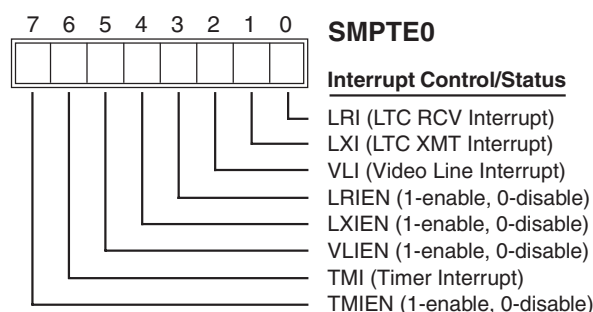 7 6 5 4 3 2 1 0
SMPTE0
Interrupt Control/Status
LRI (LTC RCV Interrupt)
LXI (LTC XMT Interrupt)
VLI (Video Line Interrupt)
LRIEN (1-enable, 0-disable)
LXIEN (1-enable, 0-disable)
VLIEN (1-enable, 0-disable)
TMI (Timer Interrupt)
TMIEN (1-enable, 0-disable)